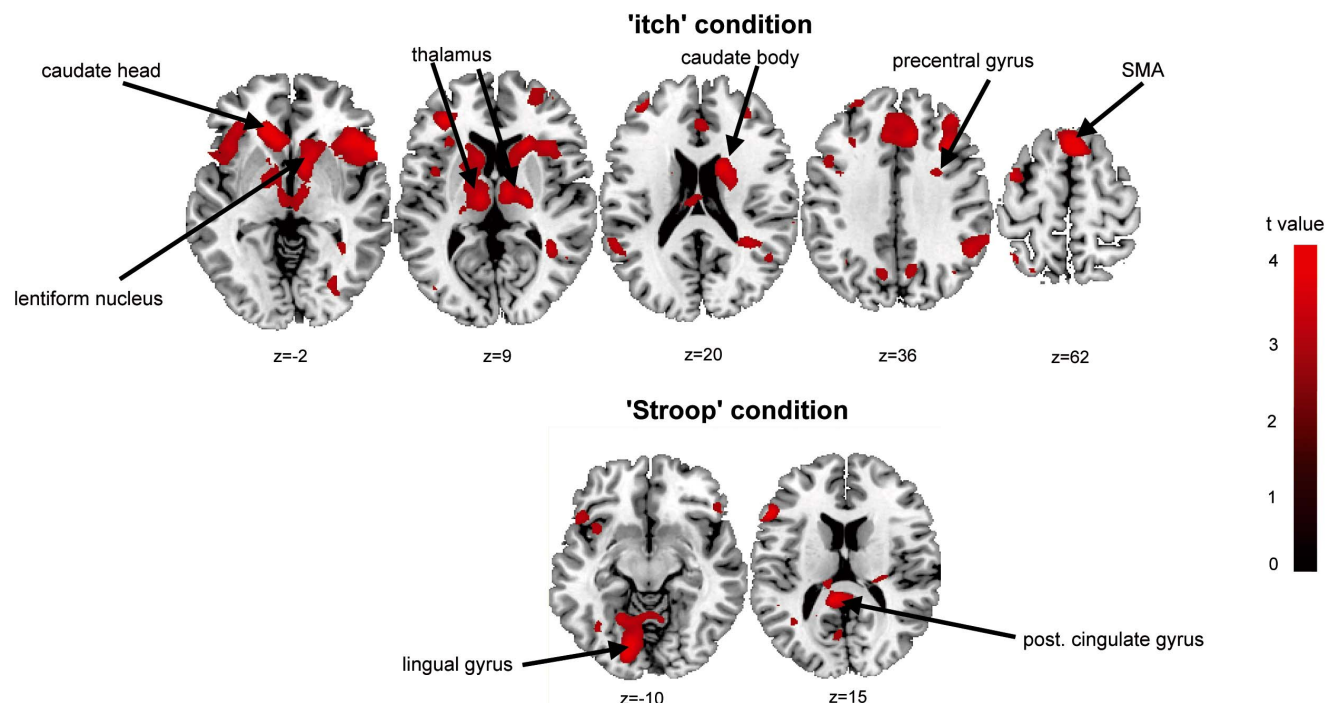 'itch' condition
caudate head
thalamus
caudate body
precentral gyrus
SMA
lentiform nucleus
z=-2
z=9
z=20
z=36
z=62
t value
4
3
2
1
0
'Stroop' condition
lingual gyrus
post. cingulate gyrus
z=-10
z=15